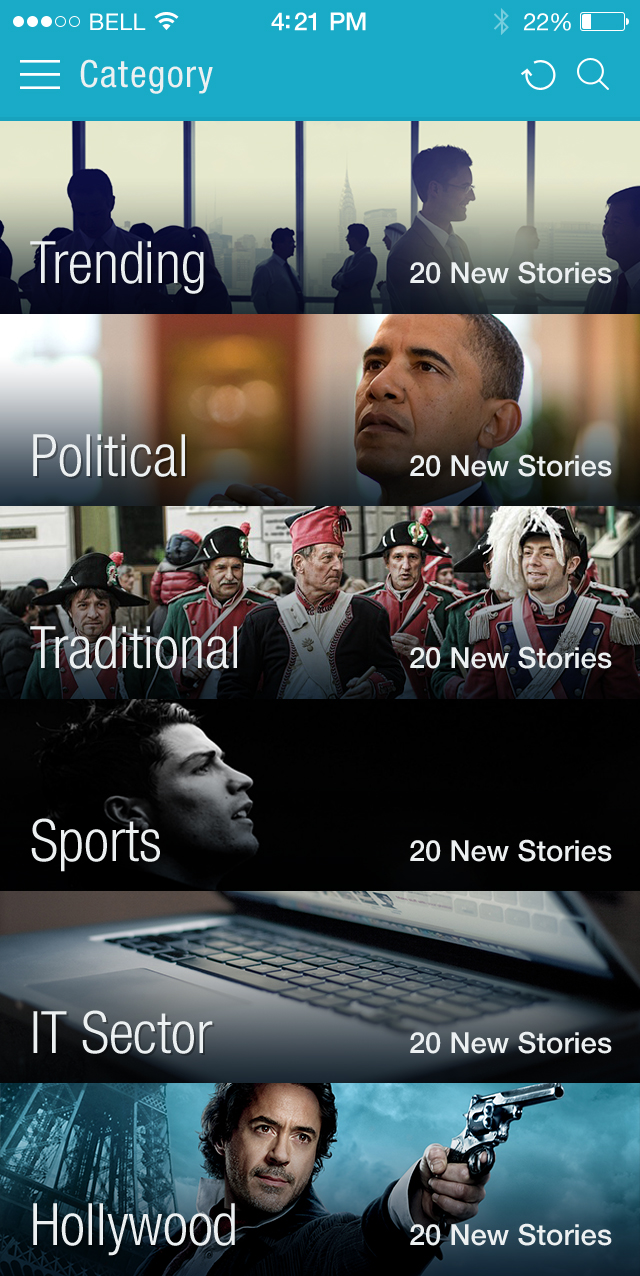 BELL 4:21 PM 22%
Category
Trending 20 New Stories
Political 20 New Stories
Traditional 20 New Stories
Sports 20 New Stories
IT Sector 20 New Stories
Hollywood 20 New Stories